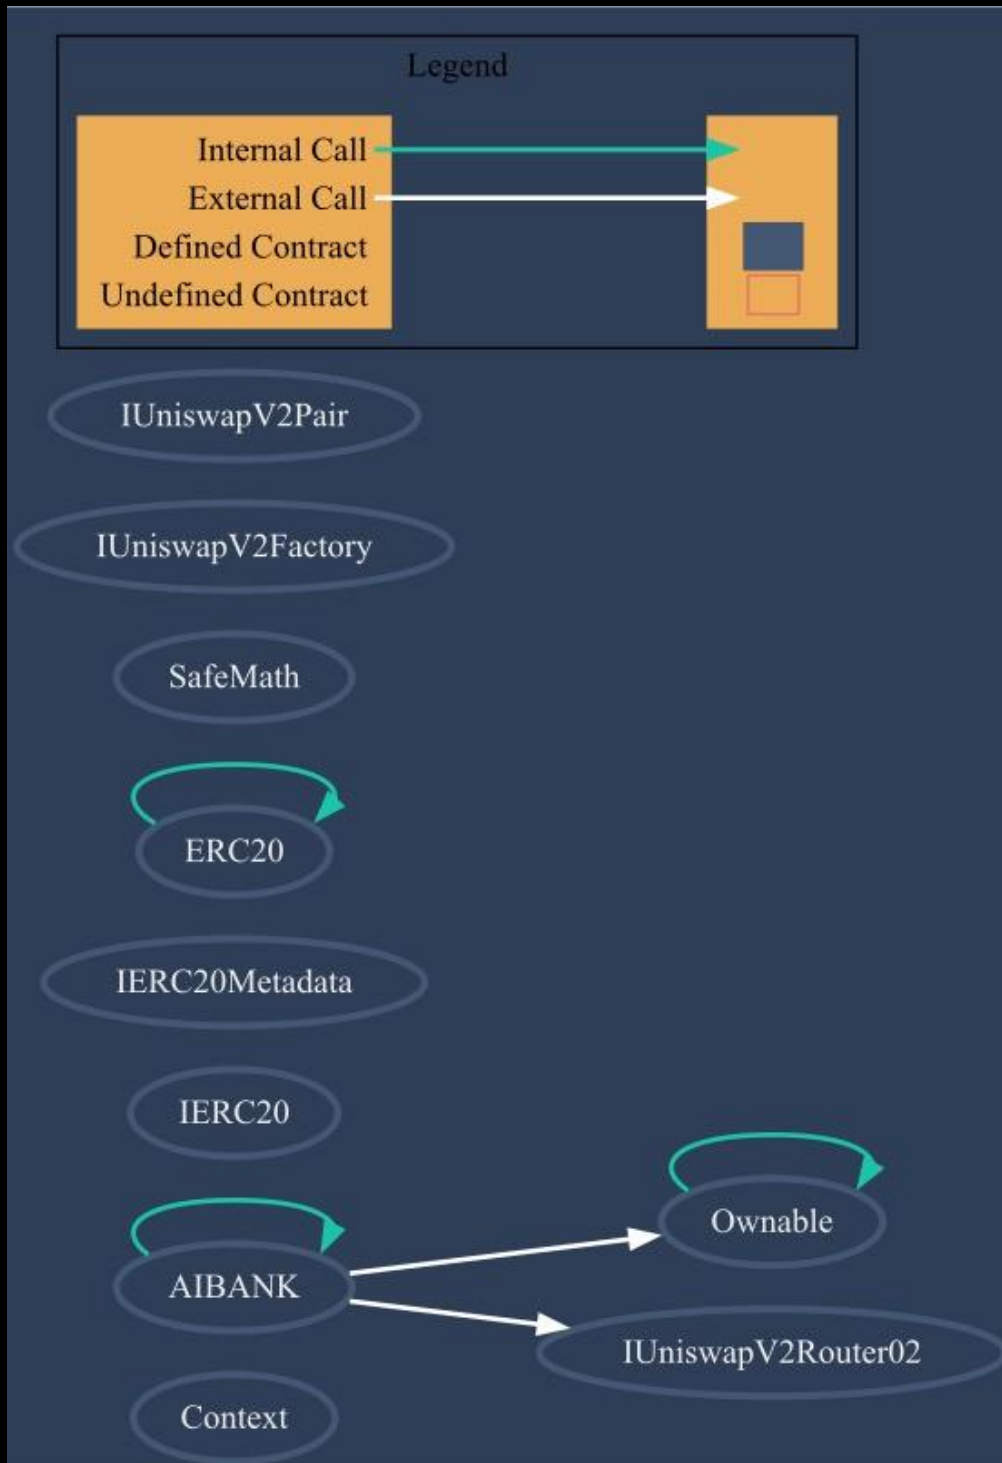 Legend
Internal Call
External Call
Defined Contract
Undefined Contract
IUniswapV2Pair
IUniswapV2Factory
SafeMath
ERC20
IERC20Metadata
IERC20
Ownable
AIBANK
IUniswapV2Router02
Context